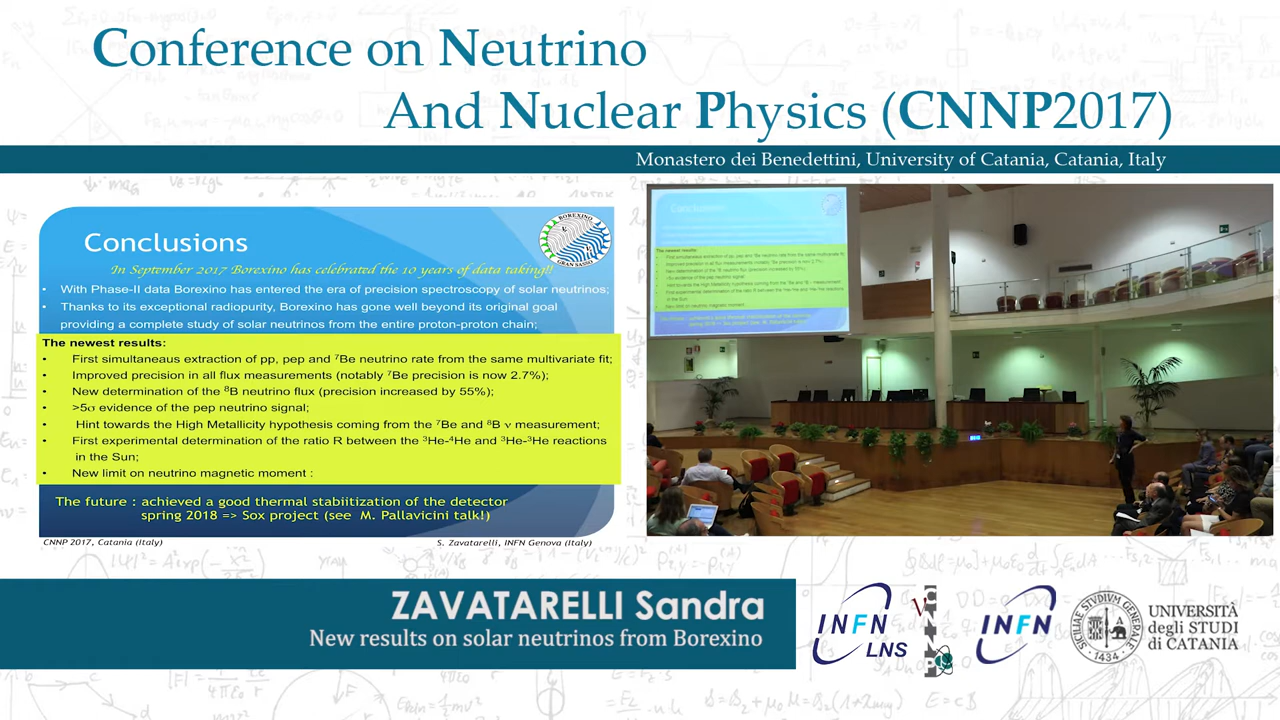 Conference on Neutrino
And Nuclear Physics (CNNP2017)
Monastero dei Benedettini, University of Catania, Catania, Italy
Conclusions
BOREXINO
GRAN SASSO
In September 2017 Borexino has celebrated the 10 years of data taking!!
• With Phase-II data Borexino has entered the era of precision spectroscopy of solar neutrinos;
• Thanks to its exceptional radiopurity, Borexino has gone well beyond its original goal
providing a complete study of solar neutrinos from the entire proton-proton chain;
The newest results:
• First simultaneaus extraction of pp, pep and ⁷Be neutrino rate from the same multivariate fit;
• Improved precision in all flux measurements (notably ⁷Be precision is now 2.7%);
• New determination of the ⁸B neutrino flux (precision increased by 55%);
• >5σ evidence of the pep neutrino signal;
• Hint towards the High Metallicity hypothesis coming from the ⁷Be and ⁸B ν measurement;
• First experimental determination of the ratio R between the ³He-⁴He and ³He-³He reactions
in the Sun;
• New limit on neutrino magnetic moment :
The future : achieved a good thermal stabiitization of the detector
spring 2018 => Sox project (see M. Pallavicini talk!)
CNNP 2017, Catania (Italy)
S. Zavatarelli, INFN Genova (Italy)
ZAVATARELLI Sandra
New results on solar neutrinos from Borexino
INFN
LNS
CNNP
INFN
SICILIAE STUDIUM GENERALE
1434
UNIVERSITÀ
degli STUDI
di CATANIA